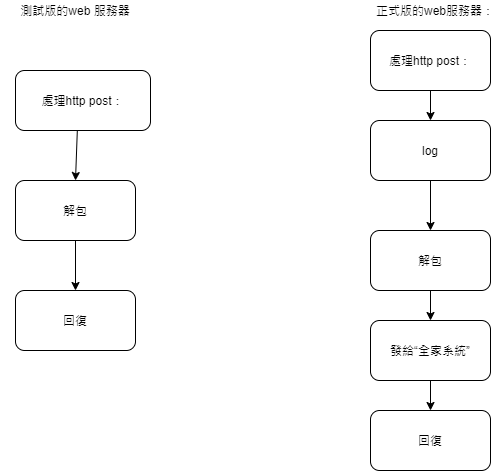 測試版的web 服務器
處理http post：
解包
回復
正式版的web服務器：
處理http post：
log
解包
發給“全家系統”
回復